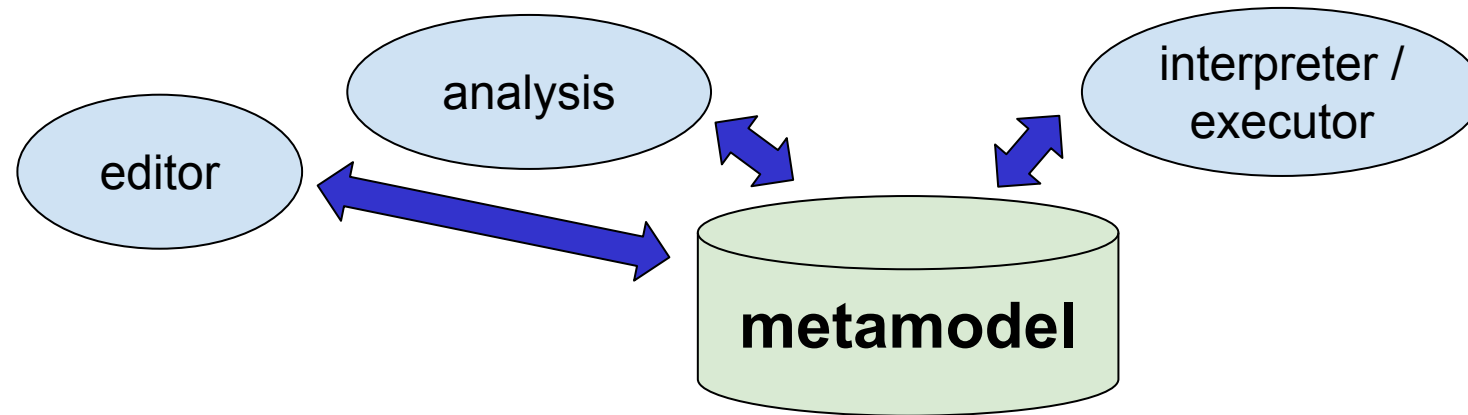 editor
analysis
interpreter /
executor
metamodel